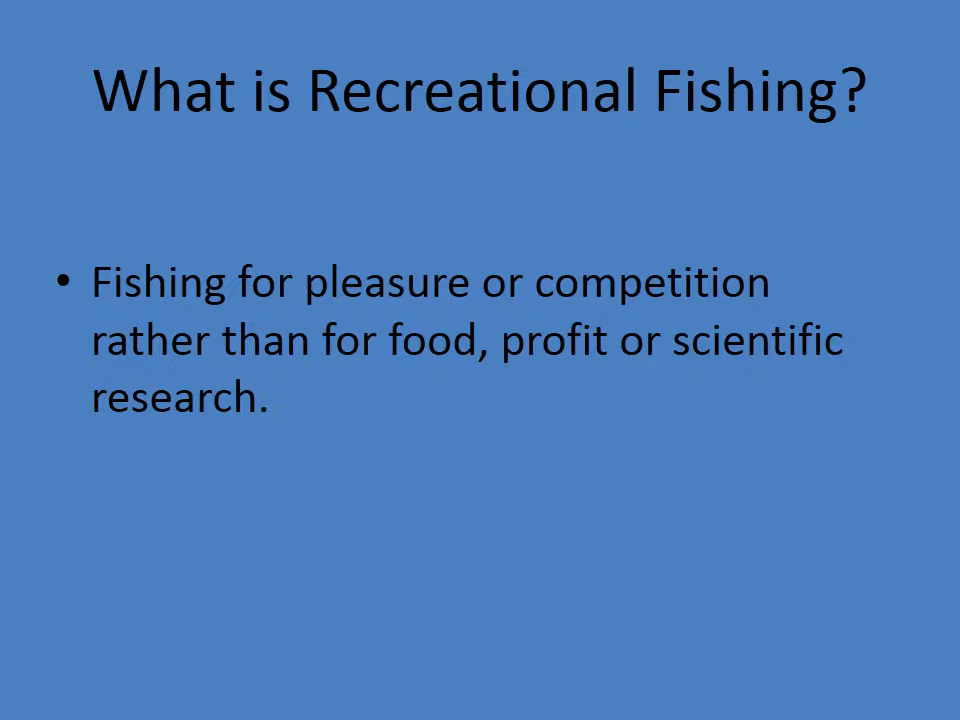 What is Recreational Fishing?
• Fishing for pleasure or competition
rather than for food, profit or scientific
research.